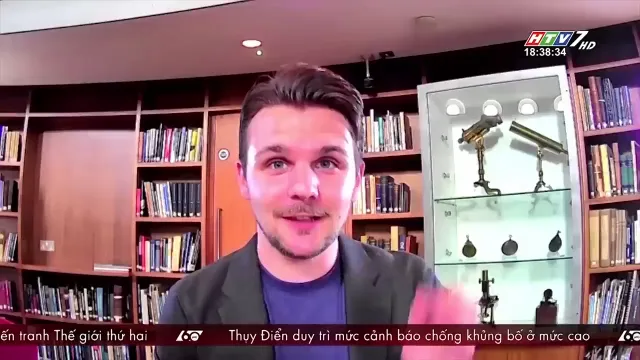 HTV7 HD
18:38:34
ến tranh Thế giới thứ hai 60 Thụy Điển duy trì mức cảnh báo chống khủng bố ở mức cao